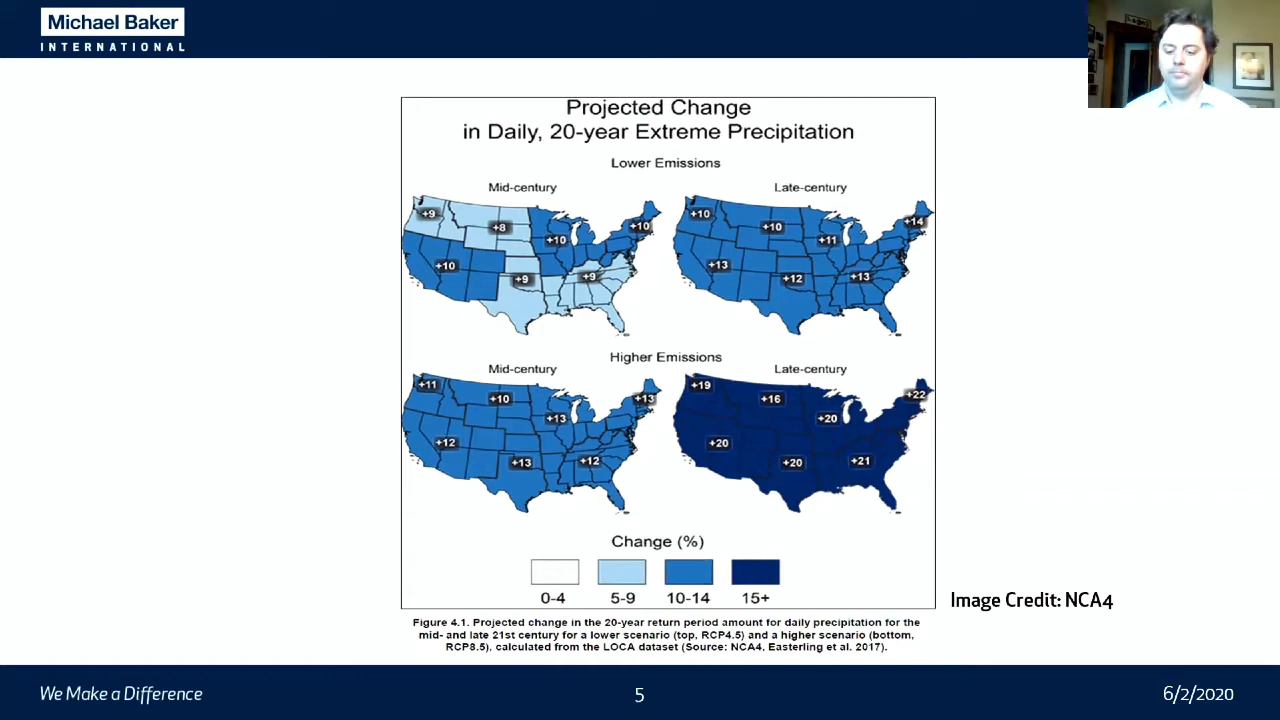 Michael Baker
INTERNATIONAL
Projected Change
in Daily, 20-year Extreme Precipitation
Lower Emissions
Mid-century
Late-century
+9
+8
+10
+10
+10
+9
+9
+10
+10
+11
+14
+13
+12
+13
Higher Emissions
Mid-century
Late-century
+11
+10
+13
+13
+12
+13
+12
+19
+16
+20
+22
+20
+20
+21
Change (%)
0-4
5-9
10-14
15+
Image Credit: NCA4
Figure 4.1. Projected change in the 20-year return period amount for daily precipitation for the
mid- and late 21st century for a lower scenario (top, RCP4.5) and a higher scenario (bottom,
RCP8.5), calculated from the LOCA dataset (Source: NCA4, Easterling et al. 2017).
We Make a Difference
5
6/2/2020